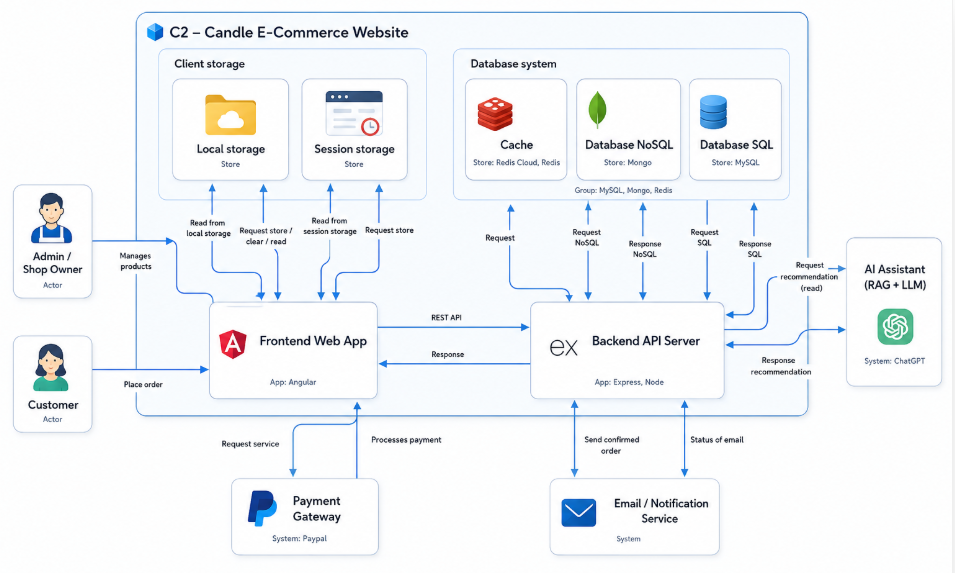 C2 – Candle E-Commerce Website
Client storage
Local storage
Store
Session storage
Store
Database system
Cache
Store: Redis Cloud, Redis
Database NoSQL
Store: Mongo
Database SQL
Store: MySQL
Group: MySQL, Mongo, Redis
Read from
local storage
Request store /
clear / read
Read from
session storage
Request store
Request
Request
NoSQL
Response
NoSQL
Request
SQL
Response
SQL
Admin /
Shop Owner
Actor
Manages
products
Customer
Actor
Place order
Frontend Web App
App: Angular
REST API
Response
ex
Backend API Server
App: Express, Node
Request
recommendation
(read)
Response
recommendation
AI Assistant
(RAG + LLM)
System: ChatGPT
Request service
Processes payment
Send confirmed
order
Status of email
Payment
Gateway
System: Paypal
Email / Notification
Service
System